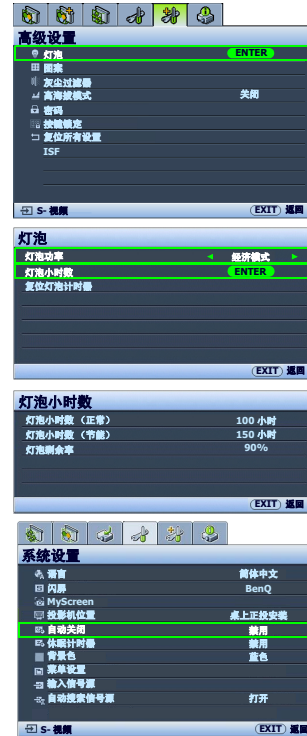 高级设置
灯泡 ENTER
图案
灰尘过滤器
高海拔模式 关闭
密码
按键锁定
复位所有设置
ISF
S-视频 EXIT 返回
灯泡
灯泡功率 经济模式
灯泡小时数 ENTER
复位灯泡计时器
EXIT 返回
灯泡小时数
灯泡小时数（正常） 100 小时
灯泡小时数（节能） 150 小时
灯泡剩余率 90%
EXIT 返回
系统设置
语言 简体中文
闪屏 BenQ
MyScreen
投影机位置 桌上正投安装
自动关闭 禁用
休眠计时器 禁用
背景色 蓝色
菜单设置
输入信号源
自动搜索信号源 打开
S-视频 EXIT 返回